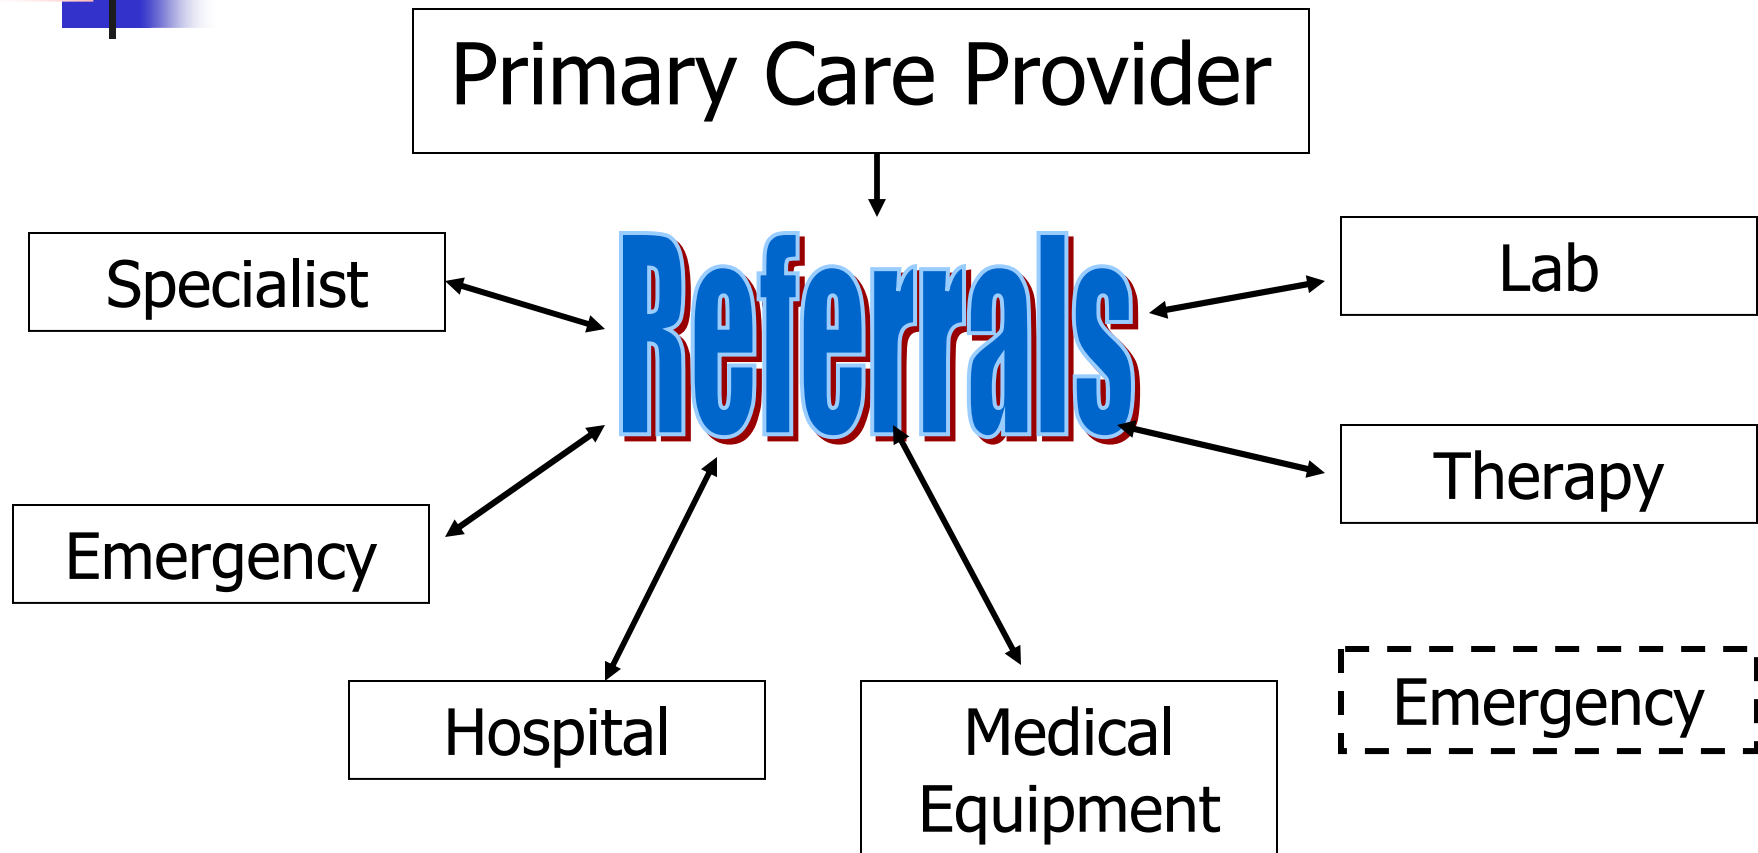 Primary Care Provider
Referrals
Specialist
Lab
Therapy
Emergency
Hospital
Medical
Equipment
Emergency